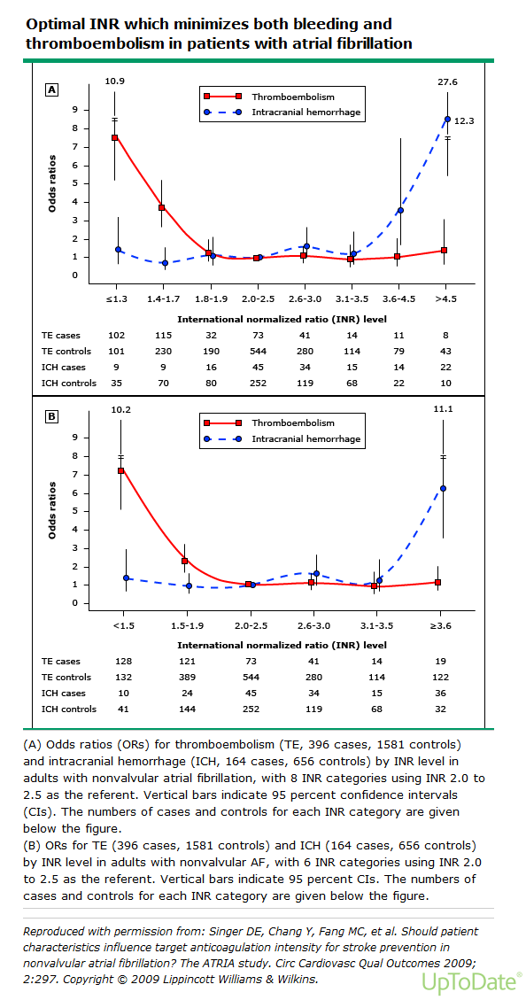 Optimal INR which minimizes both bleeding and
thromboembolism in patients with atrial fibrillation
A
10.9
27.6
12.3
Thromboembolism
Intracranial hemorrhage
Odds ratios
9
8
7
6
5
4
3
2
1
0
≤1.3 1.4-1.7 1.8-1.9 2.0-2.5 2.6-3.0 3.1-3.5 3.6-4.5 >4.5
International normalized ratio (INR) level
TE cases 102 115 32 73 41 14 11 8
TE controls 101 230 190 544 280 114 79 43
ICH cases 9 9 16 45 34 15 14 22
ICH controls 35 70 80 252 119 68 22 10
B
10.2
11.1
Thromboembolism
Intracranial hemorrhage
Odds ratios
9
8
7
6
5
4
3
2
1
0
<1.5 1.5-1.9 2.0-2.5 2.6-3.0 3.1-3.5 ≥3.6
International normalized ratio (INR) level
TE cases 128 121 73 41 14 19
TE controls 132 389 544 280 114 122
ICH cases 10 24 45 34 15 36
ICH controls 41 144 252 119 68 32
(A) Odds ratios (ORs) for thromboembolism (TE, 396 cases, 1581 controls)
and intracranial hemorrhage (ICH, 164 cases, 656 controls) by INR level in
adults with nonvalvular atrial fibrillation, with 8 INR categories using INR 2.0 to
2.5 as the referent. Vertical bars indicate 95 percent confidence intervals
(CIs). The numbers of cases and controls for each INR category are given
below the figure.
(B) ORs for TE (396 cases, 1581 controls) and ICH (164 cases, 656 controls)
by INR level in adults with nonvalvular AF, with 6 INR categories using INR 2.0
to 2.5 as the referent. Vertical bars indicate 95 percent CIs. The numbers of
cases and controls for each INR category are given below the figure.
Reproduced with permission from: Singer DE, Chang Y, Fang MC, et al. Should patient
characteristics influence target anticoagulation intensity for stroke prevention in
nonvalvular atrial fibrillation? The ATRIA study. Circ Cardiovasc Qual Outcomes 2009;
2:297. Copyright © 2009 Lippincott Williams & Wilkins.
UpToDate®